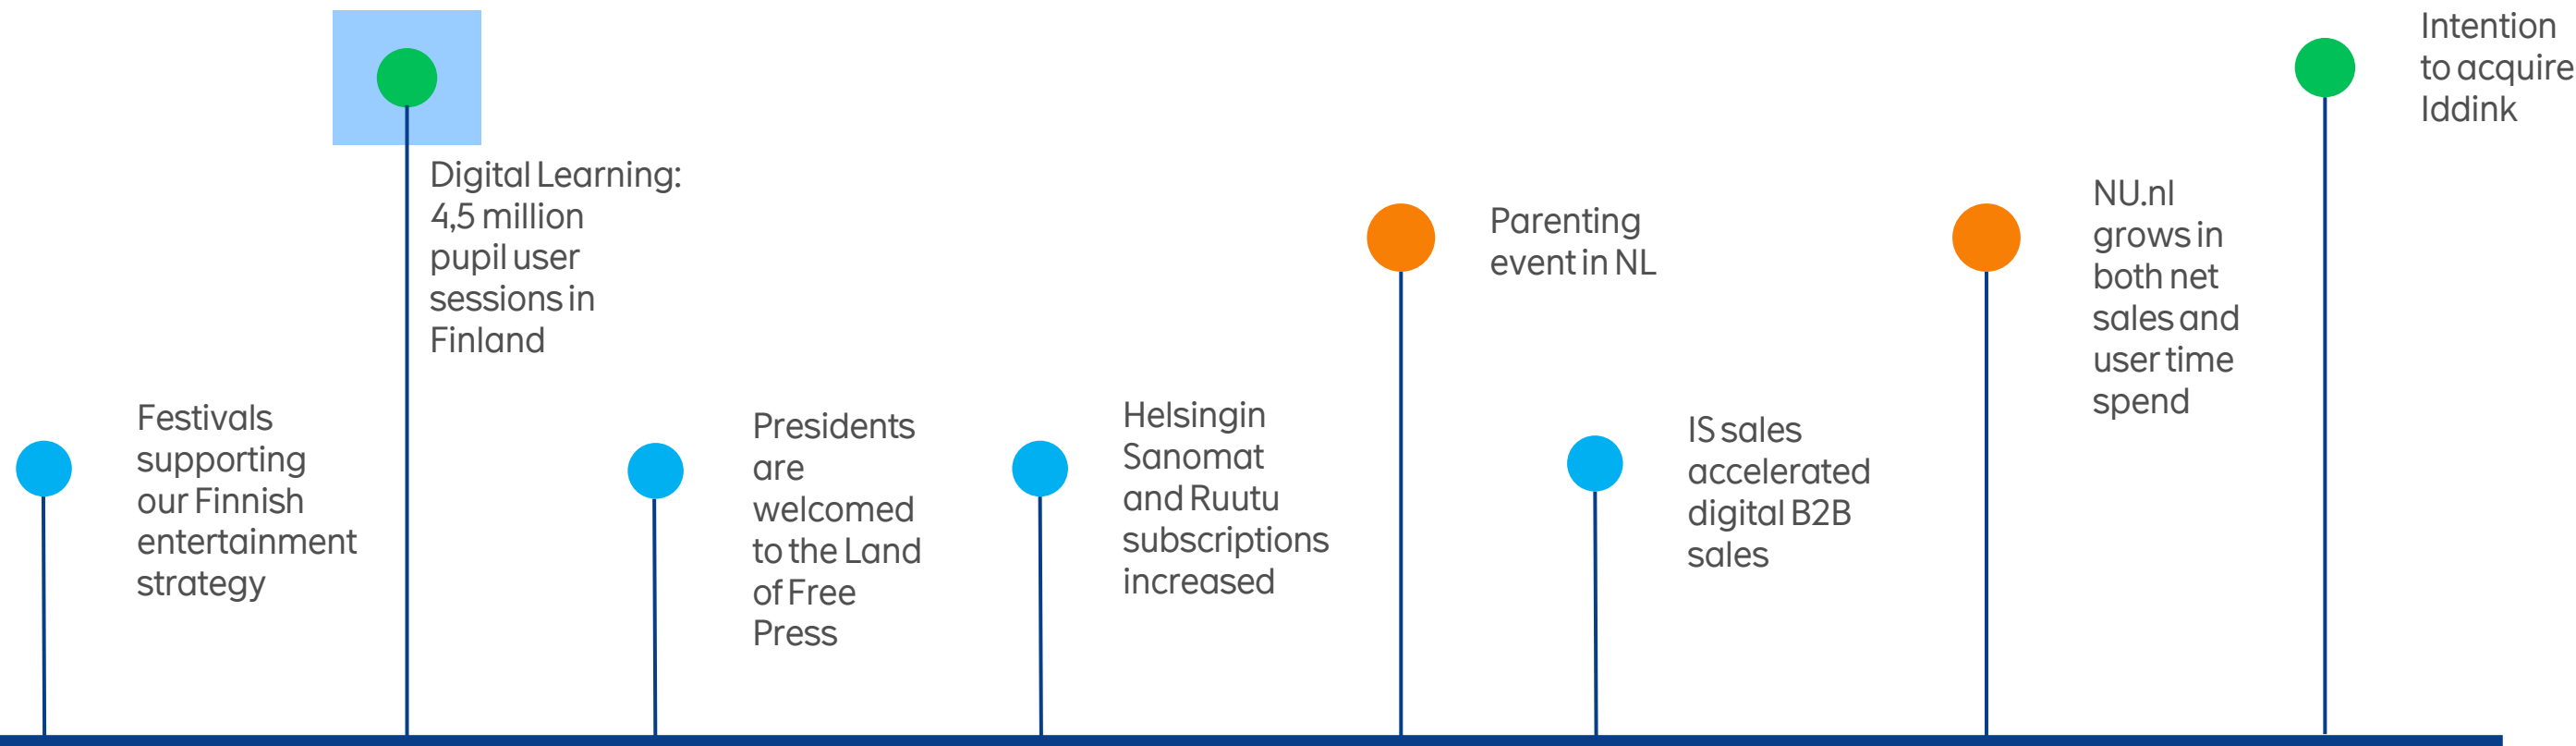 Festivals
supporting
our Finnish
entertainment
strategy
Digital Learning:
4,5 million
pupil user
sessions in
Finland
Presidents
are
welcomed
to the Land
of Free
Press
Helsingin
Sanomat
and Ruutu
subscriptions
increased
Parenting
event in NL
IS sales
accelerated
digital B2B
sales
NU.nl
grows in
both net
sales and
user time
spend
Intention
to acquire
Iddink